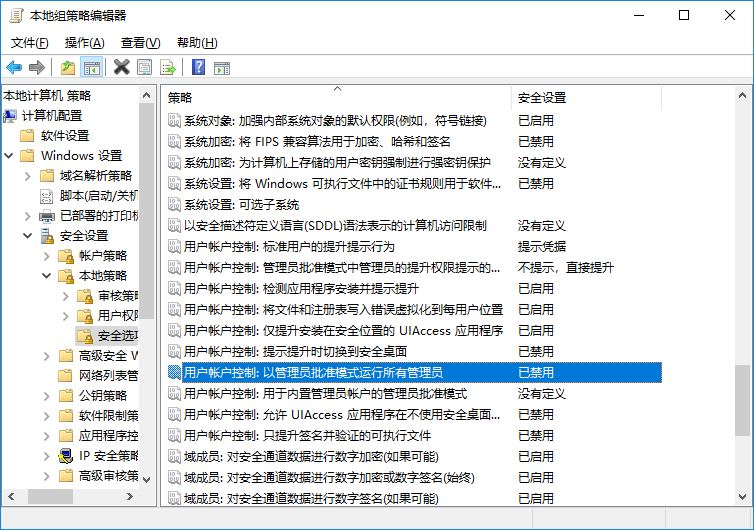 本地组策略编辑器
文件(F) 操作(A) 查看(V) 帮助(H)
本地计算机 策略
计算机配置
软件设置
Windows 设置
域名解析策略
脚本(启动/关机
已部署的打印机
安全设置
帐户策略
本地策略
审核策略
用户权限
安全选项
高级安全 W
网络列表管
公钥策略
软件限制策
应用程序控
IP 安全策略
高级审核策
策略 安全设置
系统对象: 加强内部系统对象的默认权限(例如，符号链接) 已启用
系统加密: 将 FIPS 兼容算法用于加密、哈希和签名 已禁用
系统加密: 为计算机上存储的用户密钥强制进行强密钥保护 没有定义
系统设置: 将 Windows 可执行文件中的证书规则用于软件... 已禁用
系统设置: 可选子系统
以安全描述符定义语言(SDDL)语法表示的计算机访问限制 没有定义
用户帐户控制: 标准用户的提升提示行为 提示凭据
用户帐户控制: 管理员批准模式中管理员的提升权限提示的... 不提示，直接提升
用户帐户控制: 检测应用程序安装并提示提升 已启用
用户帐户控制: 将文件和注册表写入错误虚拟化到每用户位置 已启用
用户帐户控制: 仅提升安装在安全位置的 UIAccess 应用程序 已启用
用户帐户控制: 提示提升时切换到安全桌面 已禁用
用户帐户控制: 以管理员批准模式运行所有管理员 已禁用
用户帐户控制: 用于内置管理员帐户的管理员批准模式 没有定义
用户帐户控制: 允许 UIAccess 应用程序在不使用安全桌面... 已禁用
用户帐户控制: 只提升签名并验证的可执行文件 已禁用
域成员: 对安全通道数据进行数字加密(如果可能) 已启用
域成员: 对安全通道数据进行数字加密或数字签名(始终) 已启用
域成员: 对安全通道数据进行数字签名(如果可能) 已启用